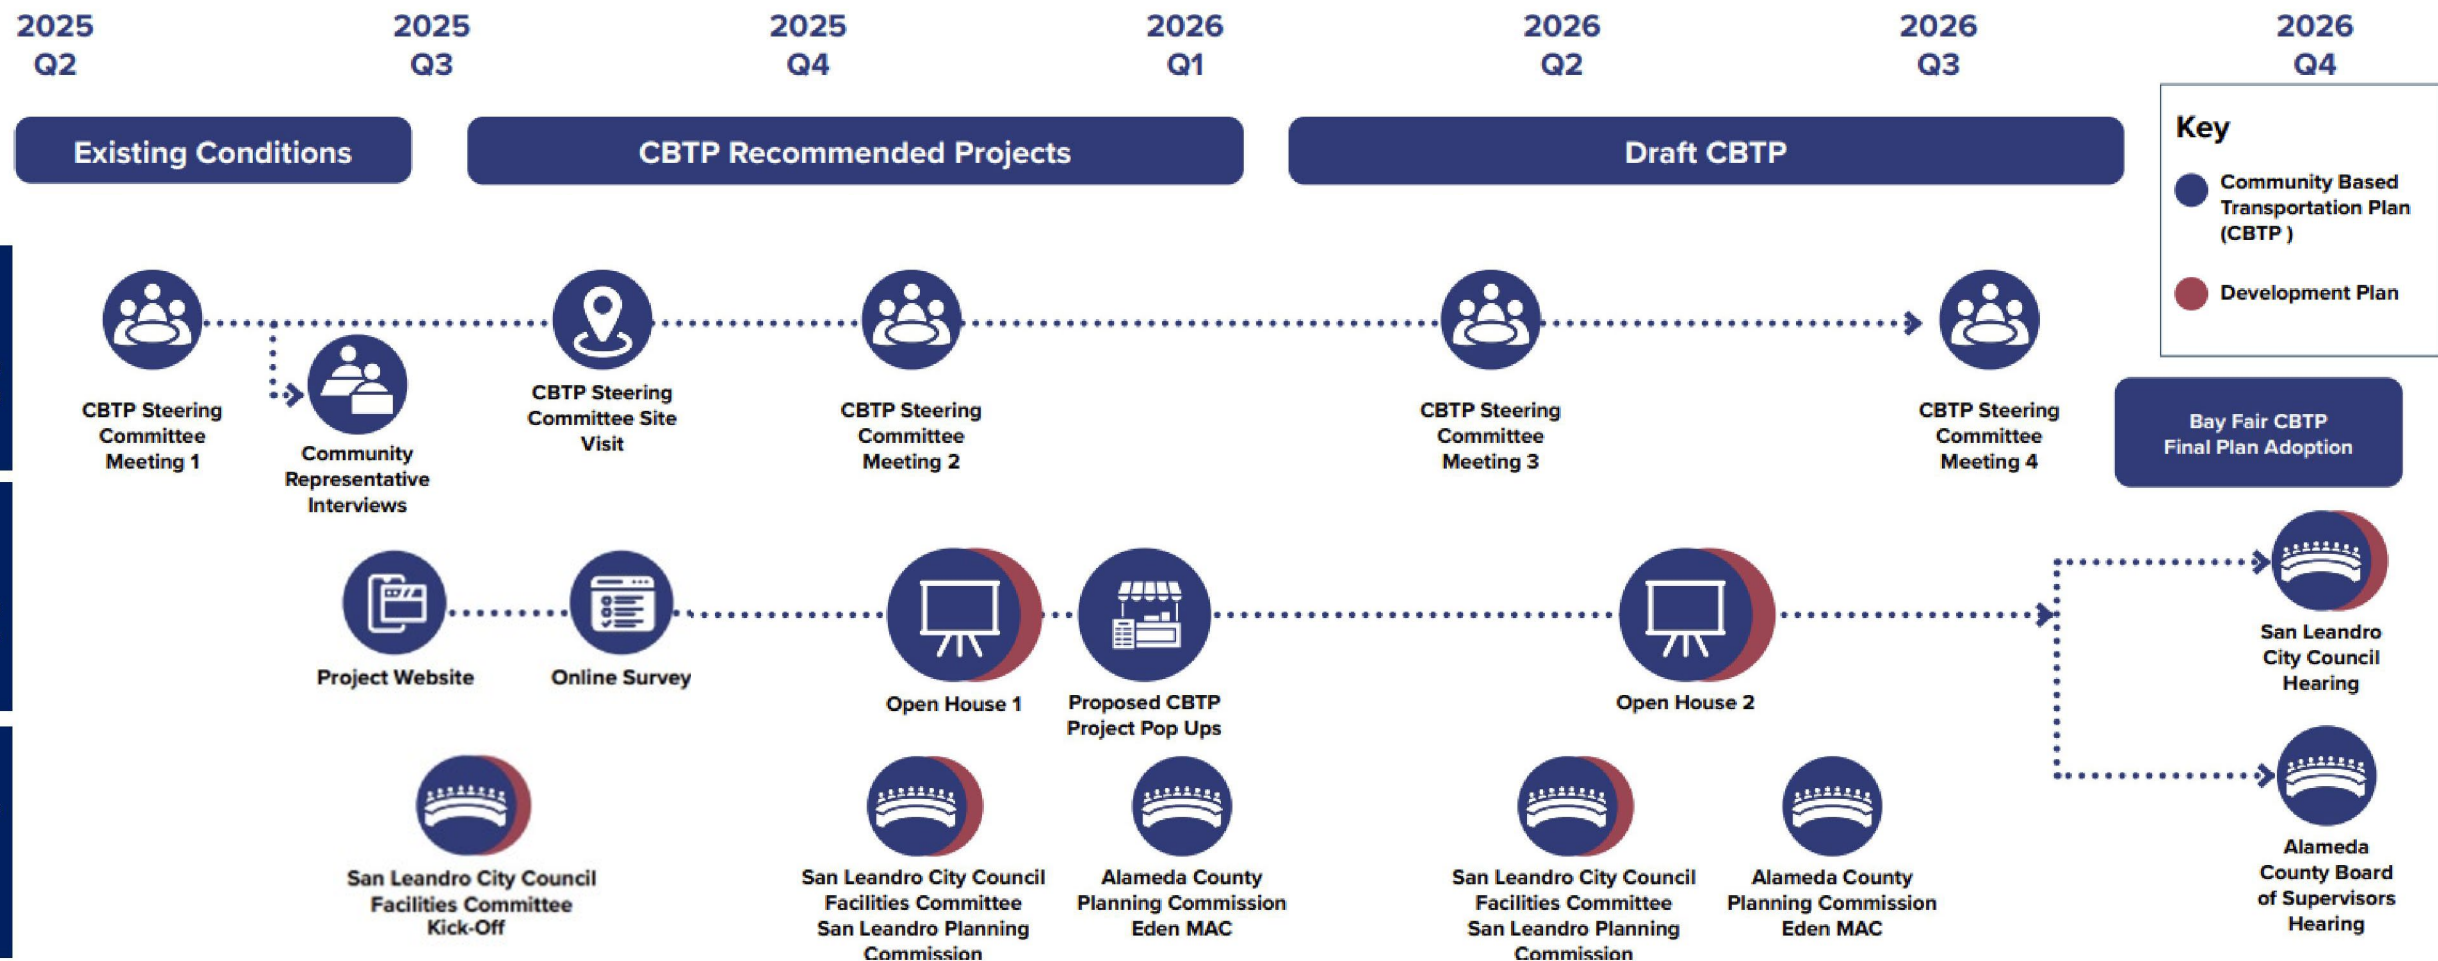 2025
Q2
2025
Q3
2025
Q4
2026
Q1
2026
Q2
2026
Q3
2026
Q4
Existing Conditions
CBTP Recommended Projects
Draft CBTP
Key
Community Based
Transportation Plan
(CBTP )
Development Plan
CBTP Steering
Committee
Meeting 1
Community
Representative
Interviews
CBTP Steering
Committee Site
Visit
CBTP Steering
Committee
Meeting 2
CBTP Steering
Committee
Meeting 3
CBTP Steering
Committee
Meeting 4
Bay Fair CBTP
Final Plan Adoption
Project Website
Online Survey
Open House 1
Proposed CBTP
Project Pop Ups
Open House 2
San Leandro
City Council
Hearing
San Leandro City Council
Facilities Committee
Kick-Off
San Leandro City Council
Facilities Committee
San Leandro Planning
Commission
Alameda County
Planning Commission
Eden MAC
San Leandro City Council
Facilities Committee
San Leandro Planning
Commission
Alameda County
Planning Commission
Eden MAC
Alameda
County Board
of Supervisors
Hearing